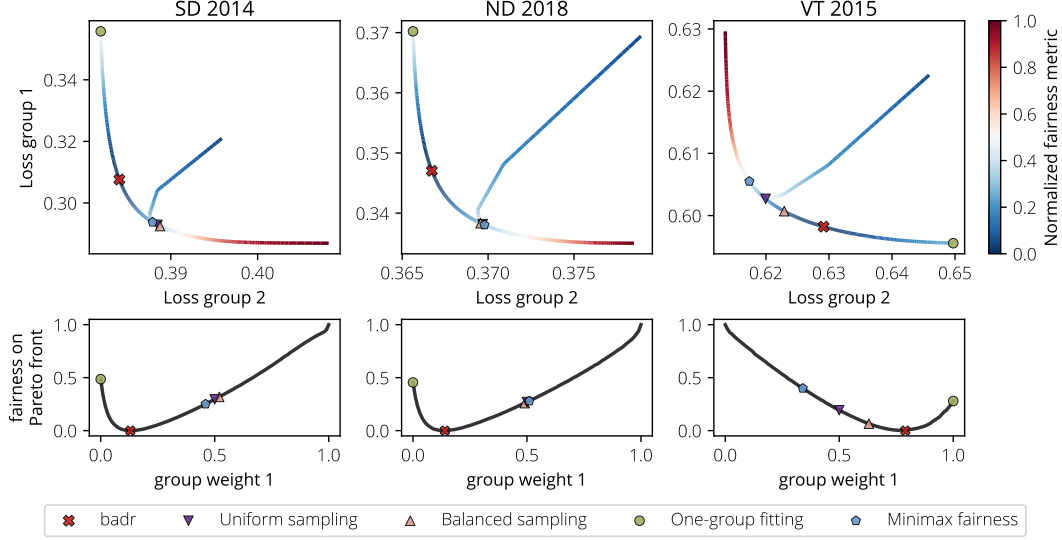 SD 2014
ND 2018
VT 2015
Loss group 1
0.34
0.32
0.30
0.39
0.40
Loss group 2
0.37
0.36
0.35
0.34
0.365
0.370
0.375
Loss group 2
0.63
0.62
0.61
0.60
0.62
0.63
0.64
0.65
Loss group 2
1.0
0.8
0.6
0.4
0.2
0.0
Normalized fairness metric
fairness on
Pareto front
1.0
0.5
0.0
0.0
0.5
1.0
group weight 1
1.0
0.5
0.0
0.0
0.5
1.0
group weight 1
1.0
0.5
0.0
0.0
0.5
1.0
group weight 1
badr
Uniform sampling
Balanced sampling
One-group fitting
Minimax fairness